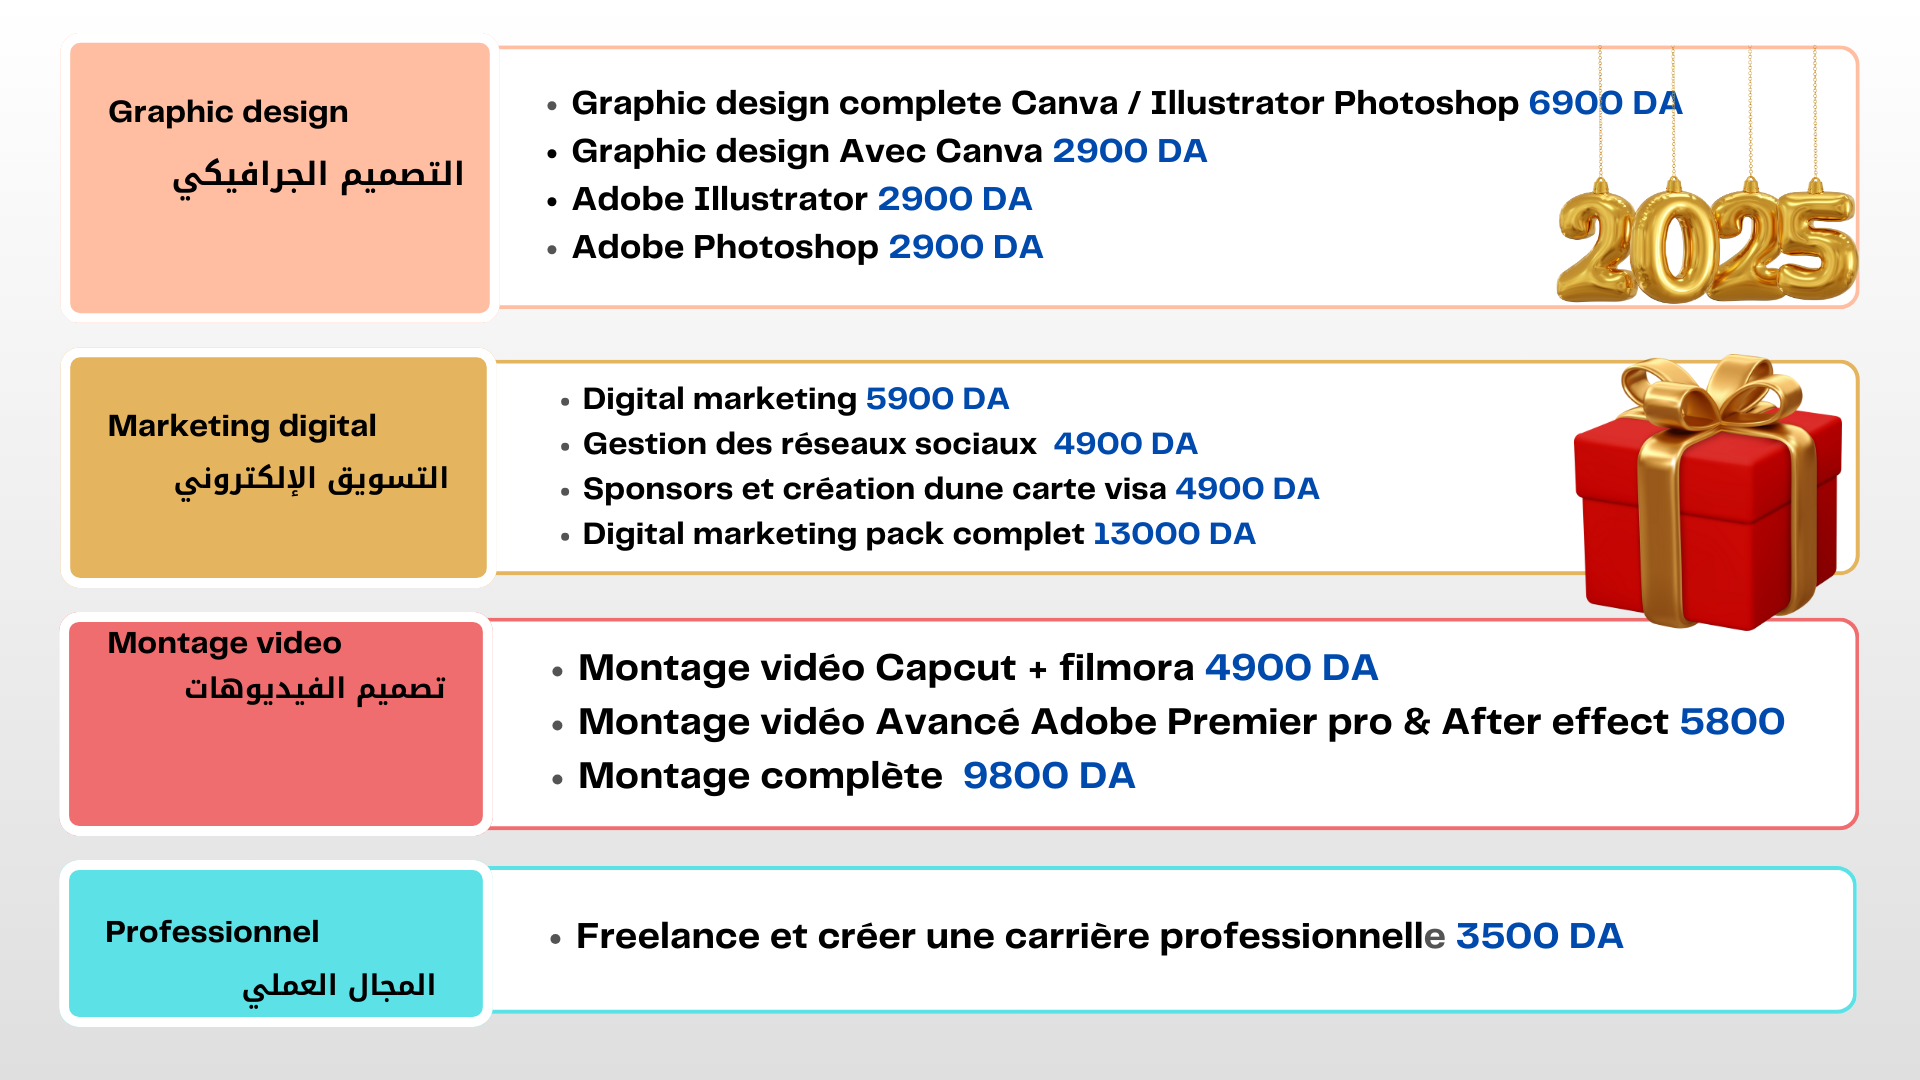 Graphic design
التصميم الجرافيكي
• Graphic design complete Canva / Illustrator Photoshop 6900 DA
• Graphic design Avec Canva 2900 DA
• Adobe Illustrator 2900 DA
• Adobe Photoshop 2900 DA
2025
Marketing digital
التسويق الإلكتروني
• Digital marketing 5900 DA
• Gestion des réseaux sociaux 4900 DA
• Sponsors et création dune carte visa 4900 DA
• Digital marketing pack complet 13000 DA
Montage video
تصميم الفيديوهات
• Montage vidéo Capcut + filmora 4900 DA
• Montage vidéo Avancé Adobe Premier pro & After effect 5800
• Montage complète 9800 DA
Professionnel
المجال العملي
• Freelance et créer une carrière professionnelle 3500 DA